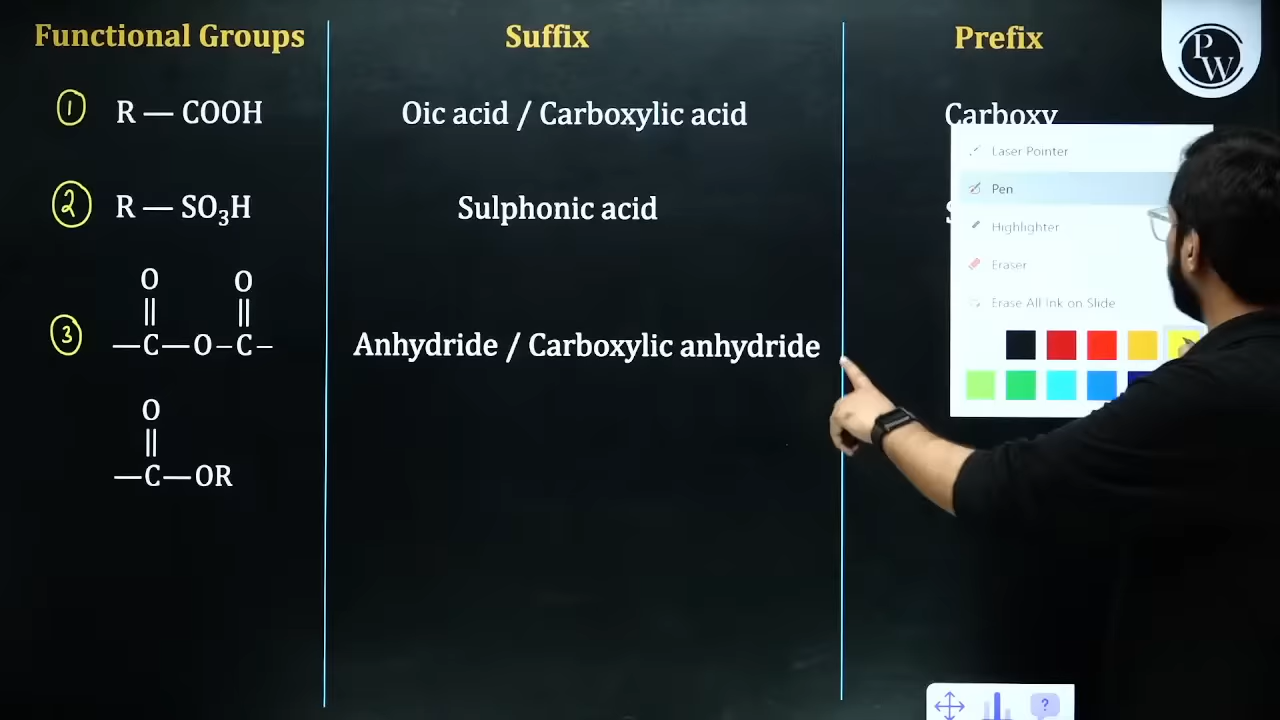 Functional Groups Suffix Prefix
PW
① R — COOH Oic acid / Carboxylic acid Carboxy
Laser Pointer
② R — SO₃H Sulphonic acid
Pen
Highlighter
Eraser
Erase All Ink on Slide
O O
|| ||
③ —C—O–C– Anhydride / Carboxylic anhydride
O
||
—C—OR
?